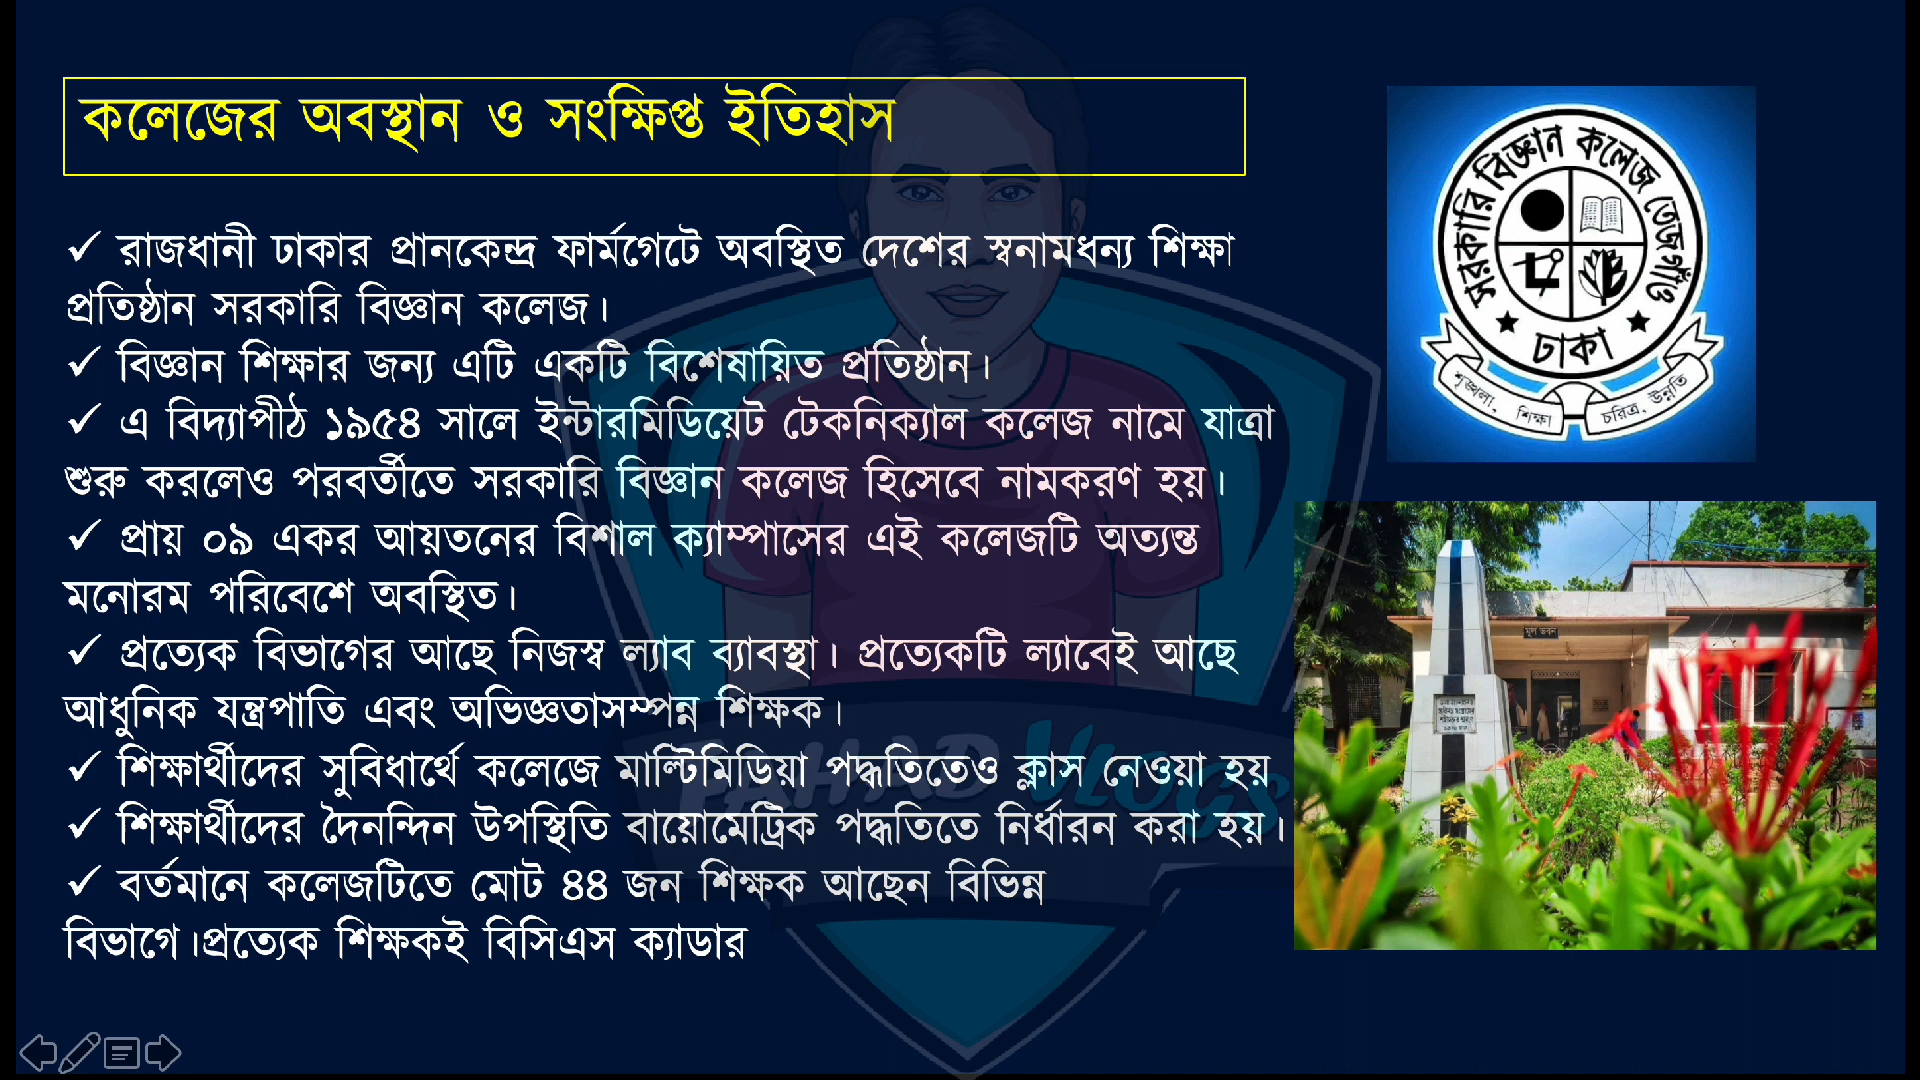 কলেজের অবস্থান ও সংক্ষিপ্ত ইতিহাস
✓ রাজধানী ঢাকার প্রানকেন্দ্র ফার্মগেটে অবস্থিত দেশের স্বনামধন্য শিক্ষা
প্রতিষ্ঠান সরকারি বিজ্ঞান কলেজ।
✓ বিজ্ঞান শিক্ষার জন্য এটি একটি বিশেষায়িত প্রতিষ্ঠান।
✓ এ বিদ্যাপীঠ ১৯৫৪ সালে ইন্টারমিডিয়েট টেকনিক্যাল কলেজ নামে যাত্রা
শুরু করলেও পরবর্তীতে সরকারি বিজ্ঞান কলেজ হিসেবে নামকরণ হয়।
✓ প্রায় ০৯ একর আয়তনের বিশাল ক্যাম্পাসের এই কলেজটি অত্যন্ত
মনোরম পরিবেশে অবস্থিত।
✓ প্রত্যেক বিভাগের আছে নিজস্ব ল্যাব ব্যাবস্থা। প্রত্যেকটি ল্যাবেই আছে
আধুনিক যন্ত্রপাতি এবং অভিজ্ঞতাসম্পন্ন শিক্ষক।
✓ শিক্ষার্থীদের সুবিধার্থে কলেজে মাল্টিমিডিয়া পদ্ধতিতেও ক্লাস নেওয়া হয়
✓ শিক্ষার্থীদের দৈনন্দিন উপস্থিতি বায়োমেট্রিক পদ্ধতিতে নির্ধারন করা হয়।
✓ বর্তমানে কলেজটিতে মোট ৪৪ জন শিক্ষক আছেন বিভিন্ন
বিভাগে।প্রত্যেক শিক্ষকই বিসিএস ক্যাডার
সরকারি বিজ্ঞান কলেজ তেজগাঁও
ঢাকা
শৃঙ্খলা, শিক্ষা চরিত্র, উন্নতি
মূল ভবন
FAHAD VLOGS